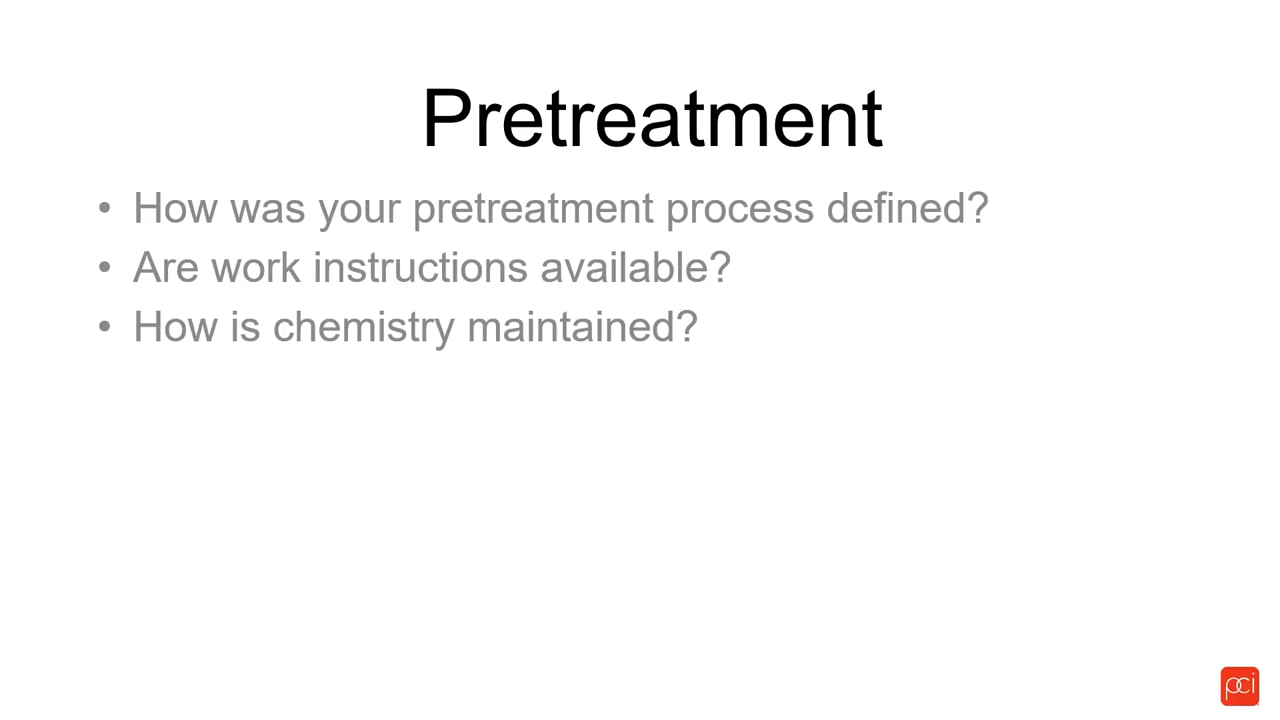 Pretreatment
• How was your pretreatment process defined?
• Are work instructions available?
• How is chemistry maintained?
pci